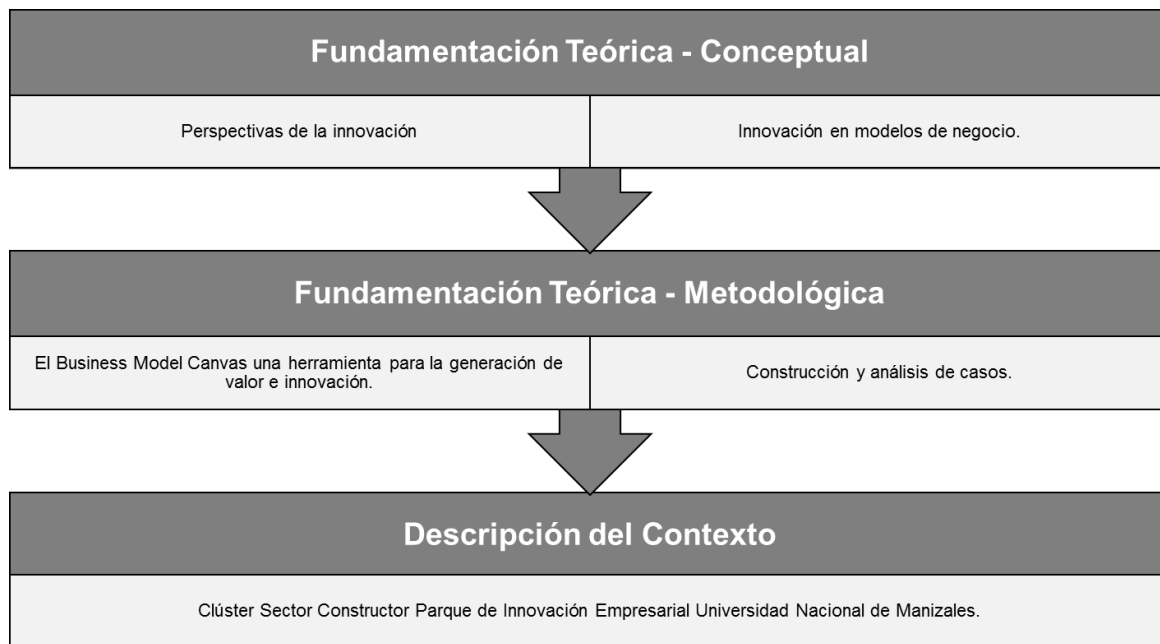 Fundamentación Teórica - Conceptual
Perspectivas de la innovación
Innovación en modelos de negocio.
Fundamentación Teórica - Metodológica
El Business Model Canvas una herramienta para la generación de
valor e innovación.
Construcción y análisis de casos.
Descripción del Contexto
Clúster Sector Constructor Parque de Innovación Empresarial Universidad Nacional de Manizales.